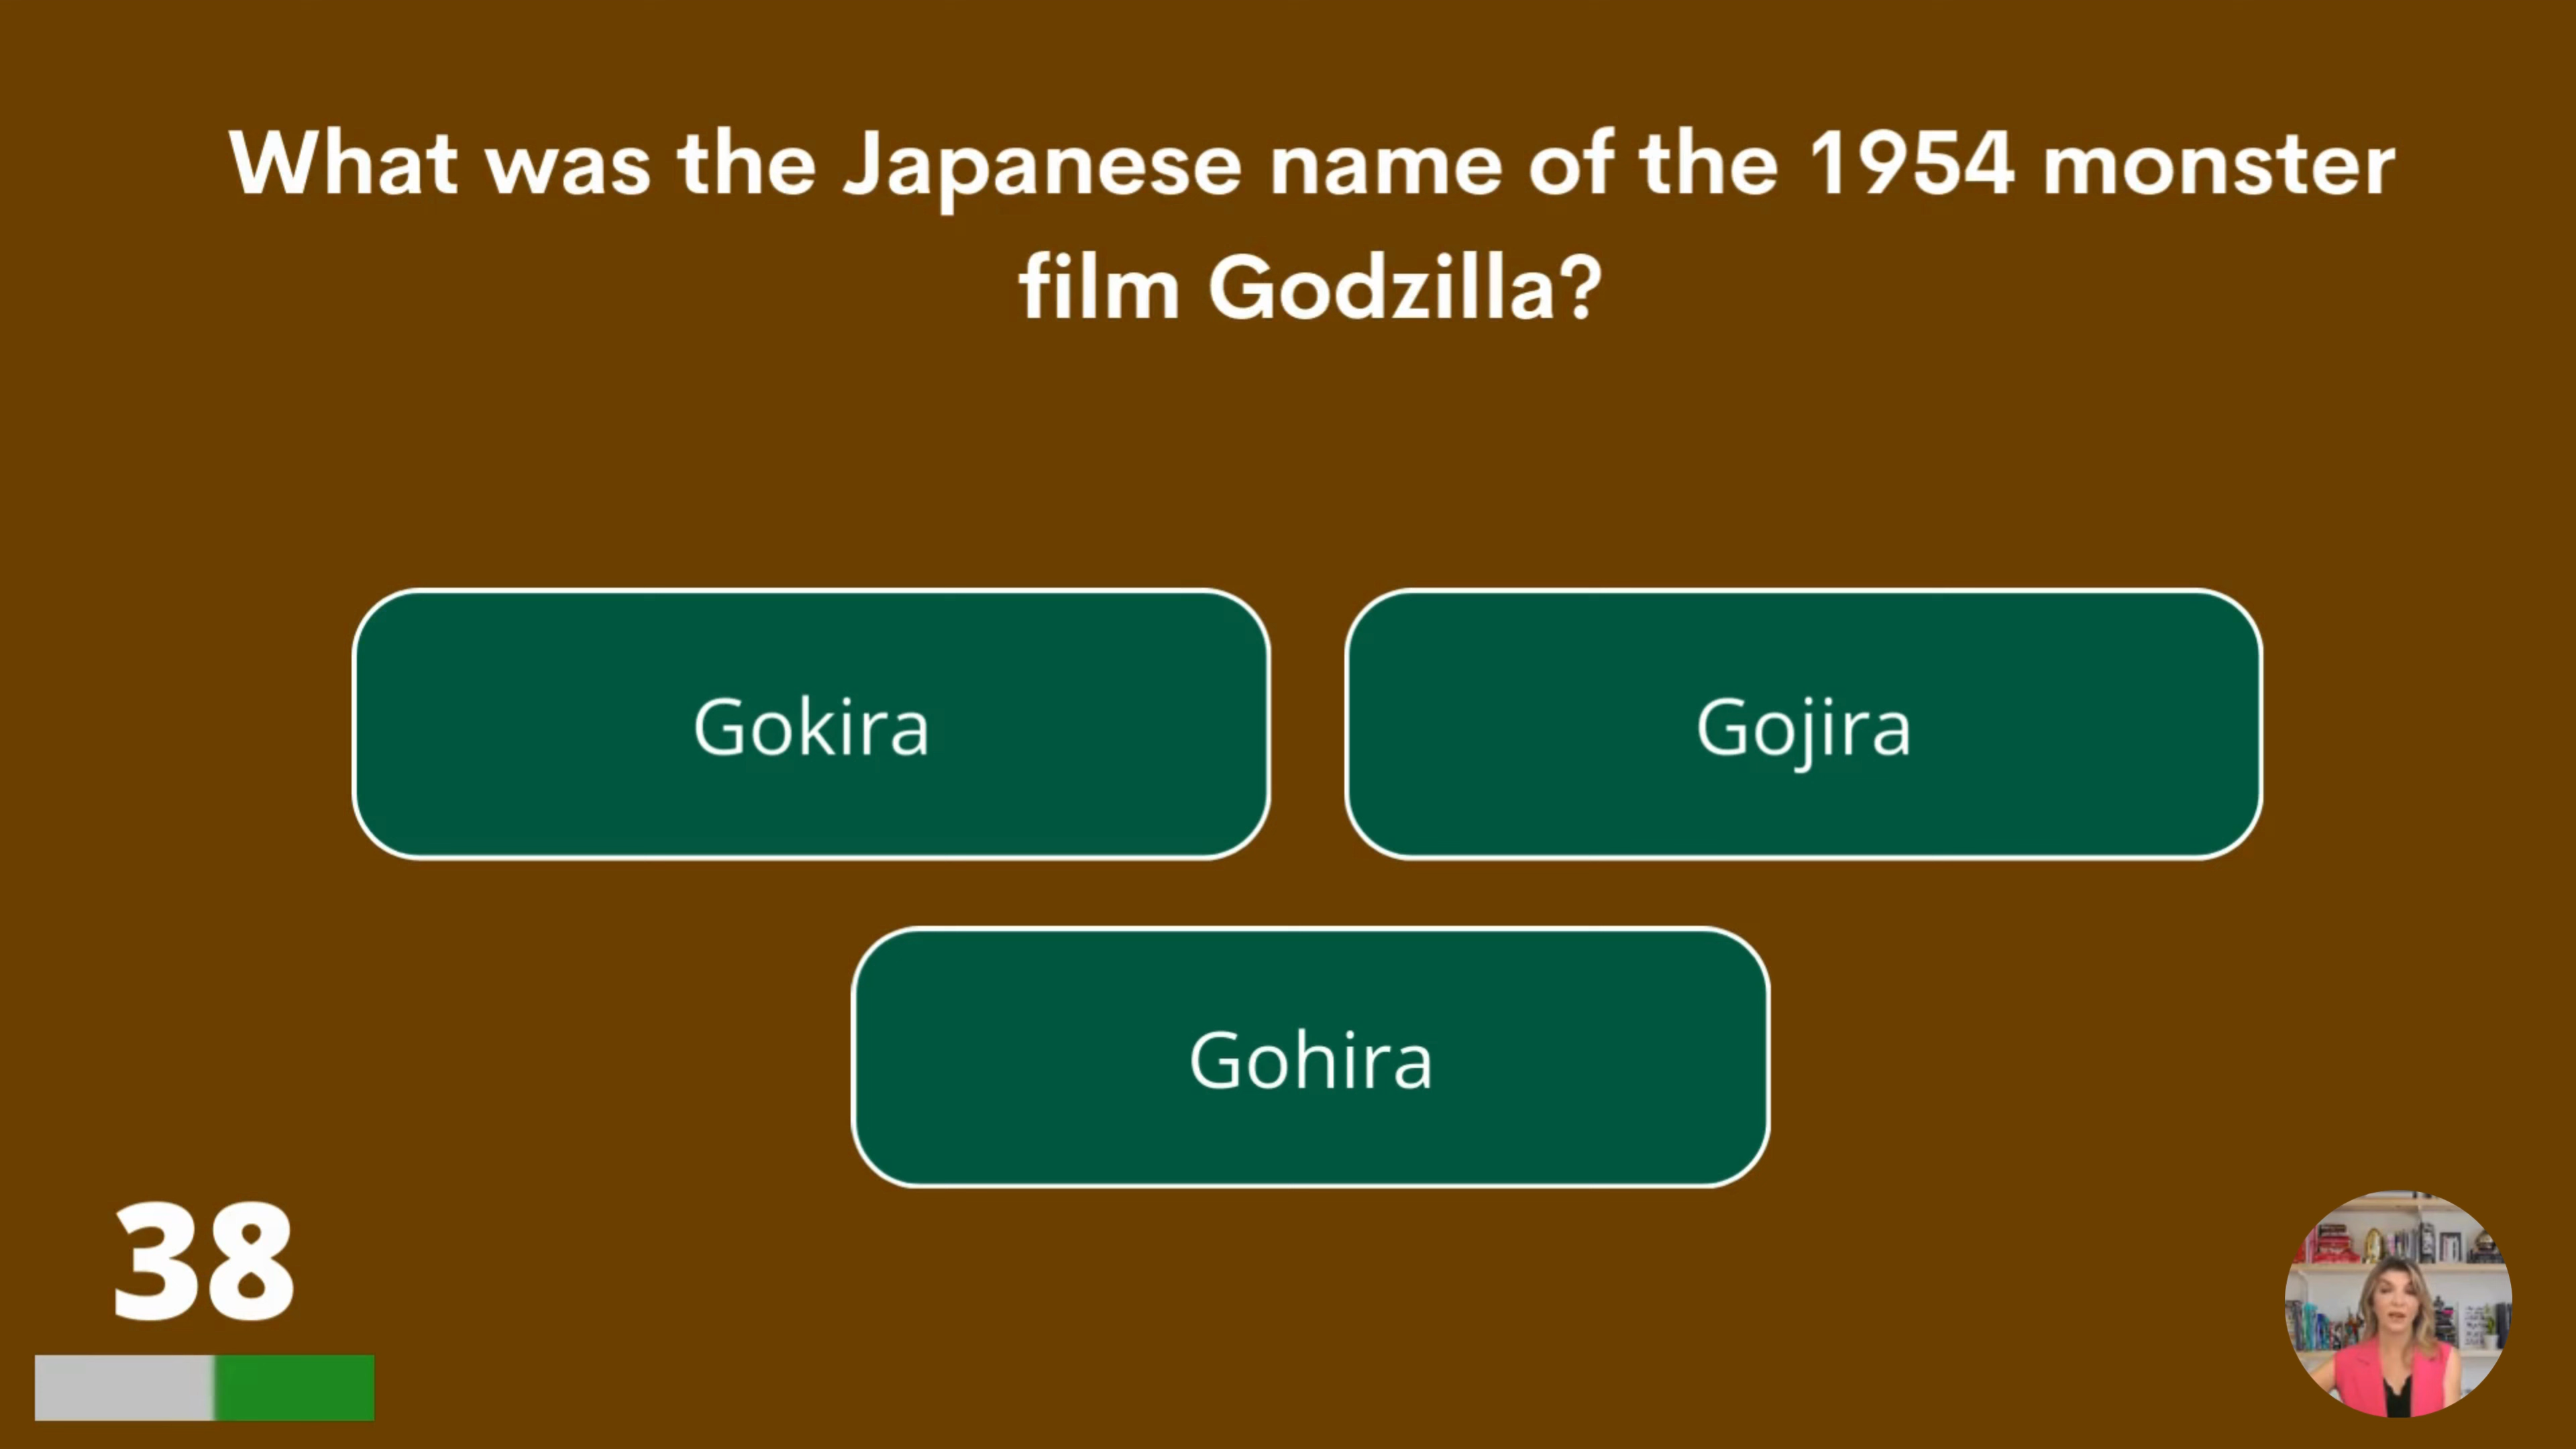 What was the Japanese name of the 1954 monster
film Godzilla?
Gokira
Gojira
Gohira
38